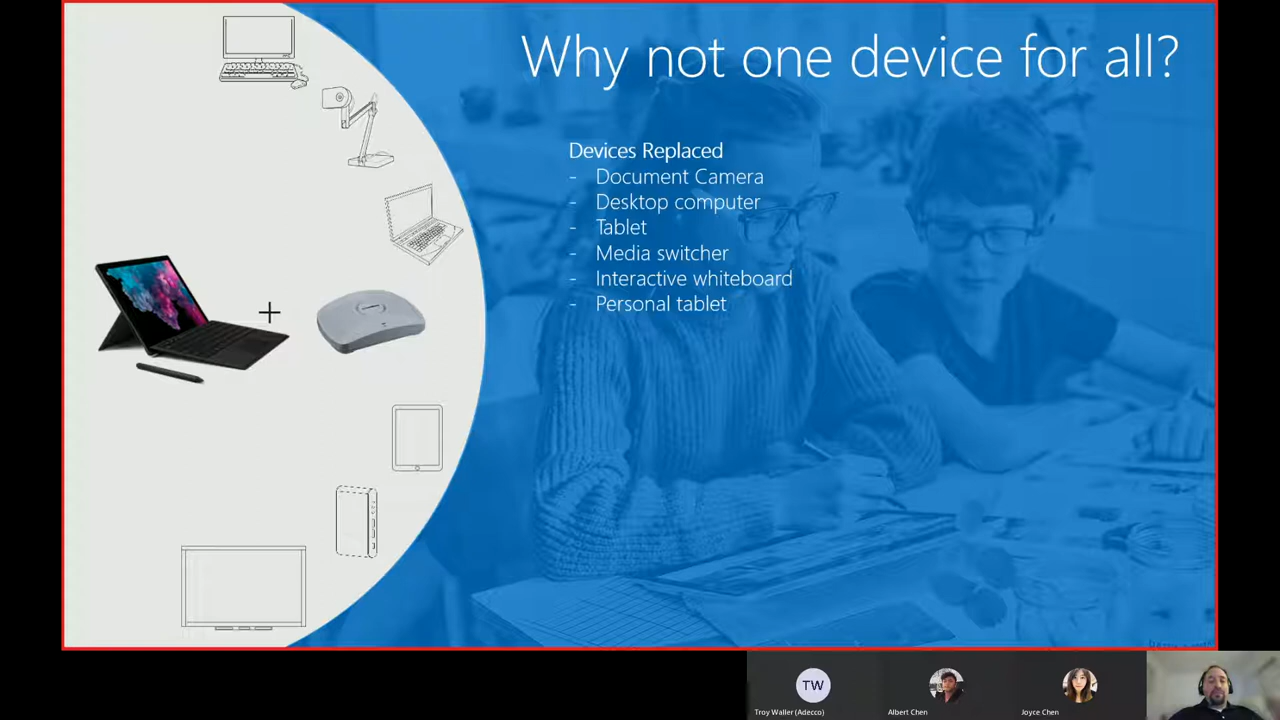 Why not one device for all?
Devices Replaced
- Document Camera
- Desktop computer
- Tablet
- Media switcher
- Interactive whiteboard
- Personal tablet
TW
Troy Waller (Adecco)
Albert Chen
Joyce Chen